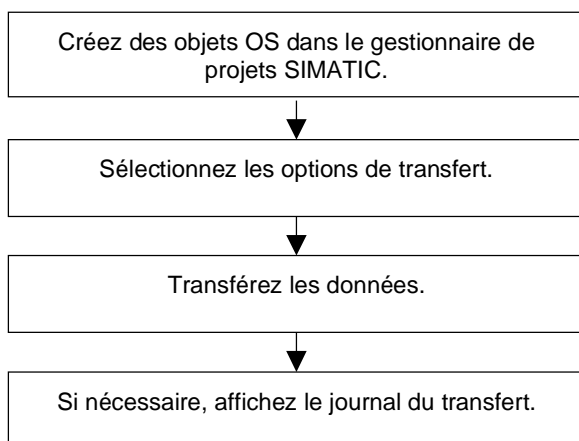 Créez des objets OS dans le gestionnaire de
projets SIMATIC.
Sélectionnez les options de transfert.
Transférez les données.
Si nécessaire, affichez le journal du transfert.